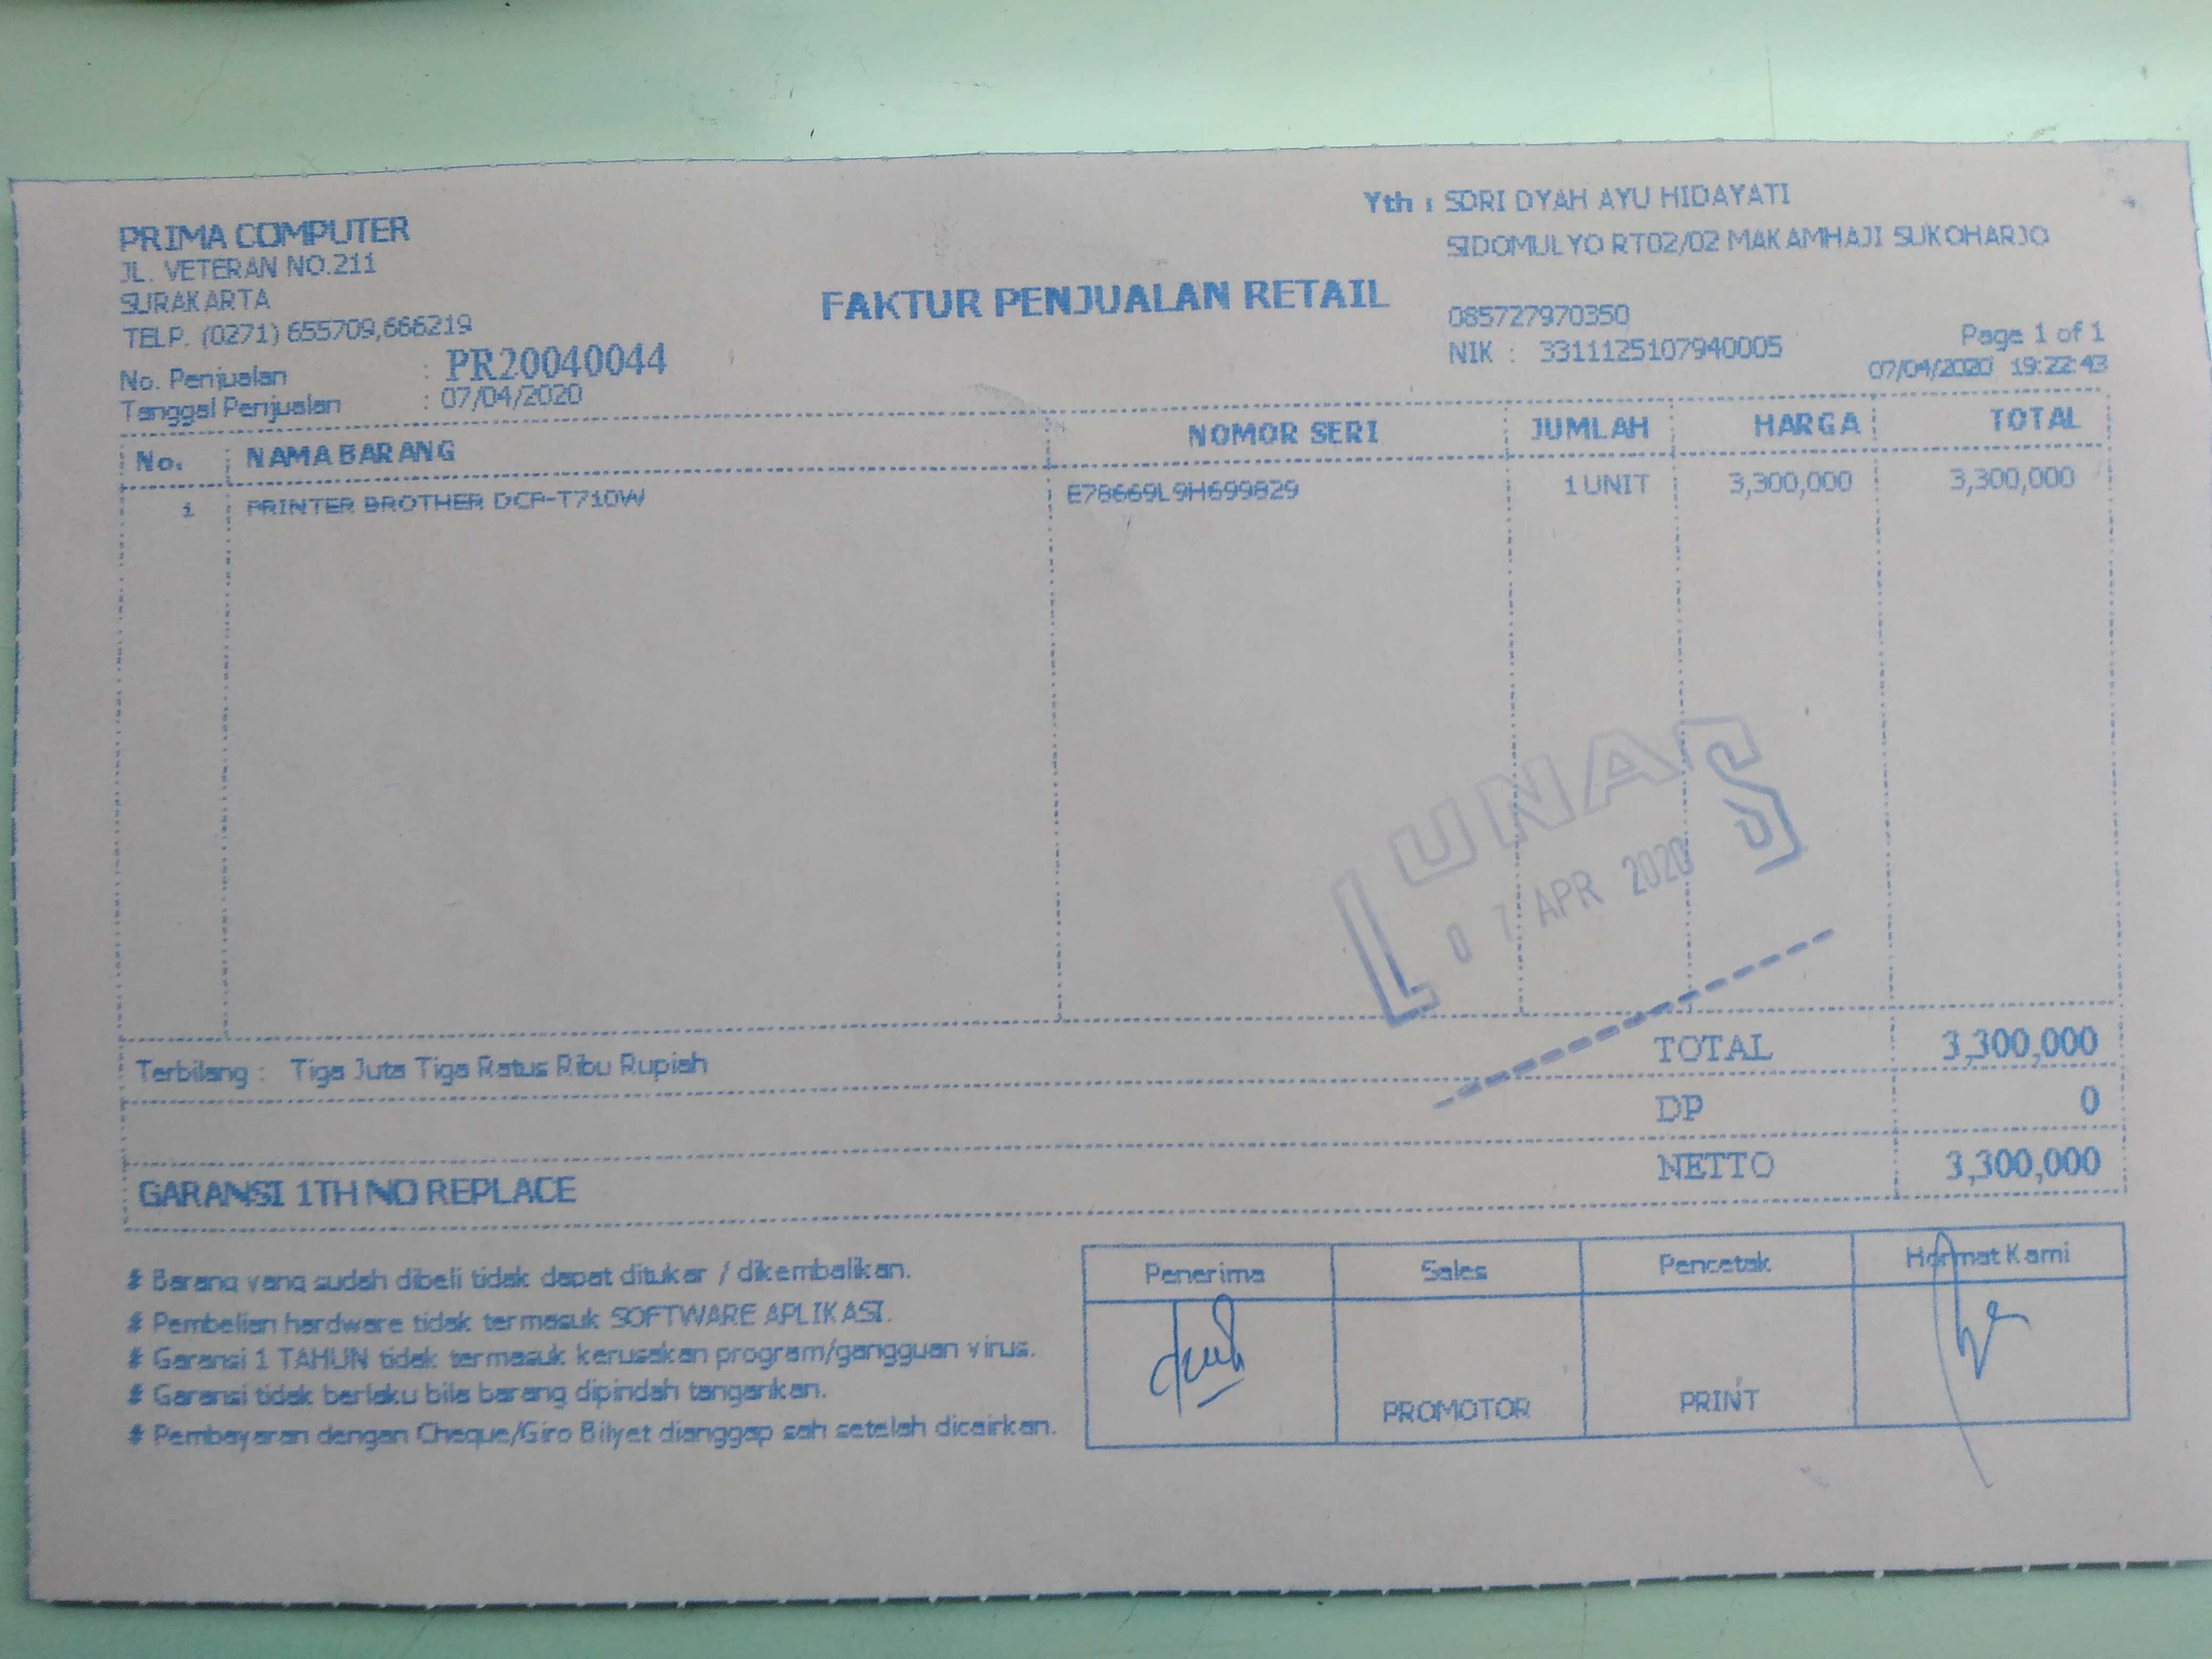 PRIMA COMPUTER
JL. VETERAN NO.211
SURAKARTA
TELP. (0271) 655709,666219
No. Penjualan : PR20040044
Tanggal Penjualan : 07/04/2020
FAKTUR PENJUALAN RETAIL
Yth : SDRI DYAH AYU HIDAYATI
SIDOMULYO RT02/02 MAKAMHAJI SUKOHARJO
085727970350
NIK : 3311125107940005
Page 1 of 1
07/04/2020 19:22:43
No. NAMA BARANG NOMOR SERI JUMLAH HARGA TOTAL
1 PRINTER BROTHER DCP-T710W E78669L9H699829 1 UNIT 3,300,000 3,300,000
LUNAS
07 APR 2020
Terbilang : Tiga Juta Tiga Ratus Ribu Rupiah TOTAL 3,300,000
DP 0
GARANSI 1TH NO REPLACE NETTO 3,300,000
# Barang yang sudah dibeli tidak dapat ditukar / dikembalikan.
# Pembelian hardware tidak termasuk SOFTWARE APLIKASI.
# Garansi 1 TAHUN tidak termasuk kerusakan program/gangguan virus.
# Garansi tidak berlaku bila barang dipindah tangankan.
# Pembayaran dengan Cheque/Giro Bilyet dianggap sah setelah dicairkan.
Penerima Sales Pencetak Hormat Kami
PROMOTOR PRINT